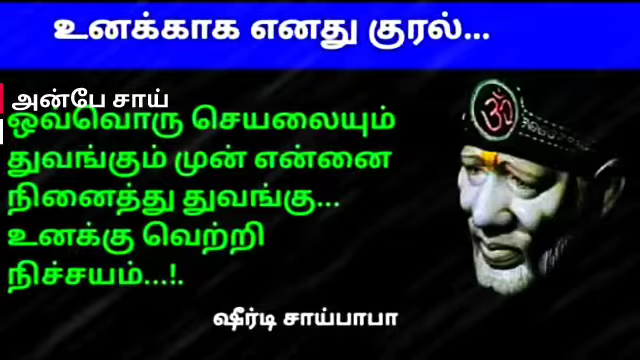 உனக்காக எனது குரல்...
அன்பே சாய்
ஒவ்வொரு செயலையும்
துவங்கும் முன் என்னை
நினைத்து துவங்கு...
உனக்கு வெற்றி
நிச்சயம்...!.
ஷீர்டி சாய்பாபா
ॐ